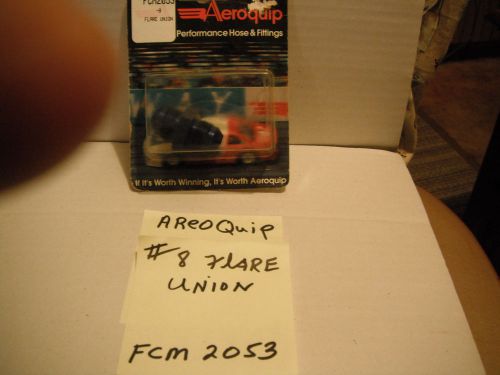 FCM2053
FLARE UNION
Aeroquip
Performance Hose & Fittings
If It's Worth Winning, It's Worth Aeroquip
AReOQuip
#8 FLARE
UNION
FCM 2053